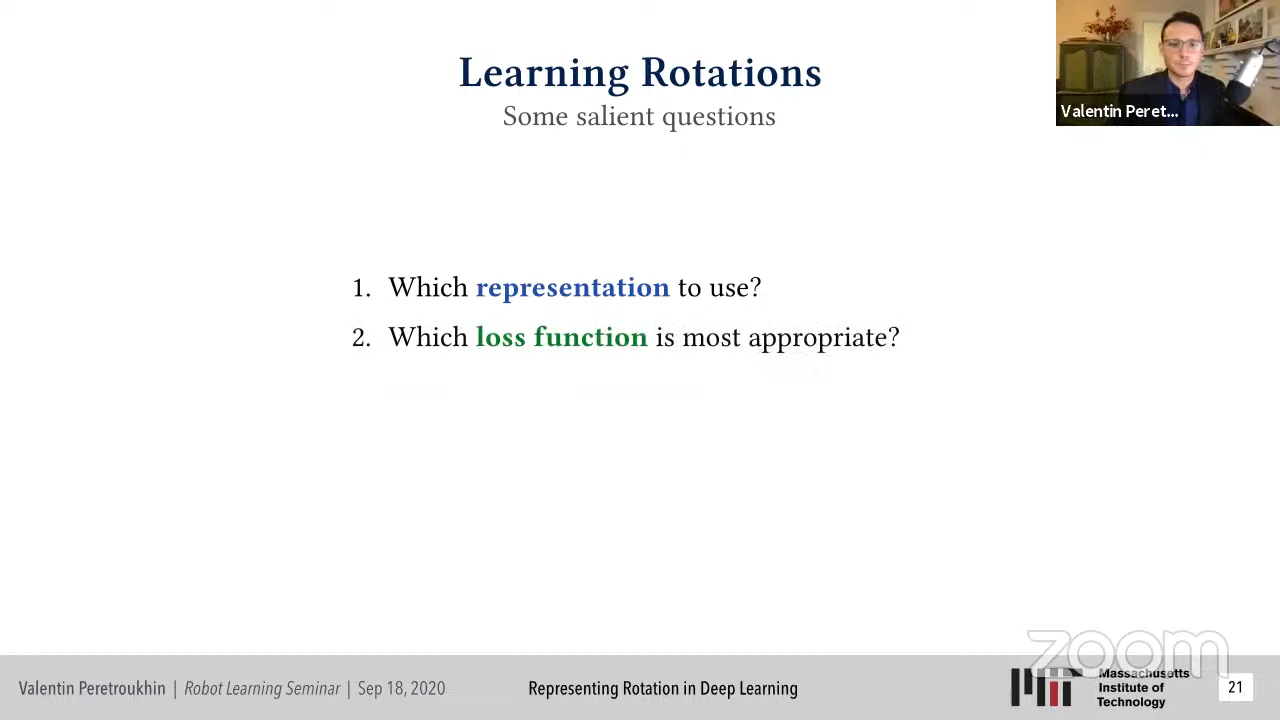 Learning Rotations
Some salient questions
Valentin Peret...
1. Which representation to use?
2. Which loss function is most appropriate?
zoom
Valentin Peretroukhin | Robot Learning Seminar | Sep 18, 2020
Representing Rotation in Deep Learning
Massachusetts
Institute of
Technology
21